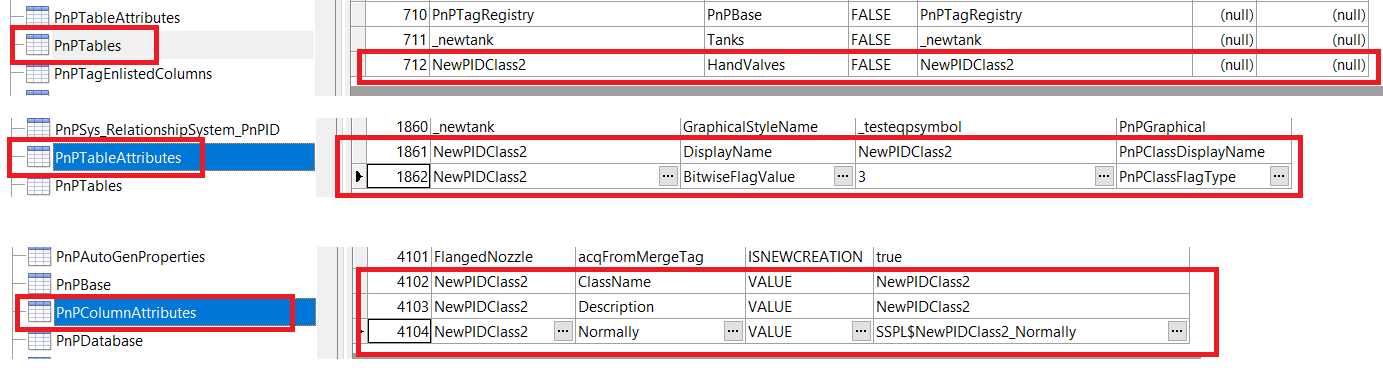 PnPTableAttributes
710 PnPTagRegistry PnPBase FALSE PnPTagRegistry (null) (null)
PnPTables
711 _newtank Tanks FALSE _newtank (null) (null)
712 NewPIDClass2 HandValves FALSE NewPIDClass2 (null) (null)
PnPTagEnlistedColumns
PnPSys_RelationshipSystem_PnPID
1860 _newtank GraphicalStyleName _testeqpsymbol PnPGraphical
PnPTableAttributes
1861 NewPIDClass2 DisplayName NewPIDClass2 PnPClassDisplayName
1862 NewPIDClass2 ... BitwiseFlagValue ... 3 ... PnPClassFlagType ...
PnPTables
PnPAutoGenProperties
4101 FlangedNozzle acqFromMergeTag ISNEWCREATION true
PnPBase
4102 NewPIDClass2 ClassName VALUE NewPIDClass2
PnPColumnAttributes
4103 NewPIDClass2 Description VALUE NewPIDClass2
4104 NewPIDClass2 ... Normally ... VALUE ... SSPL$NewPIDClass2_Normally ...
PnPDatabase